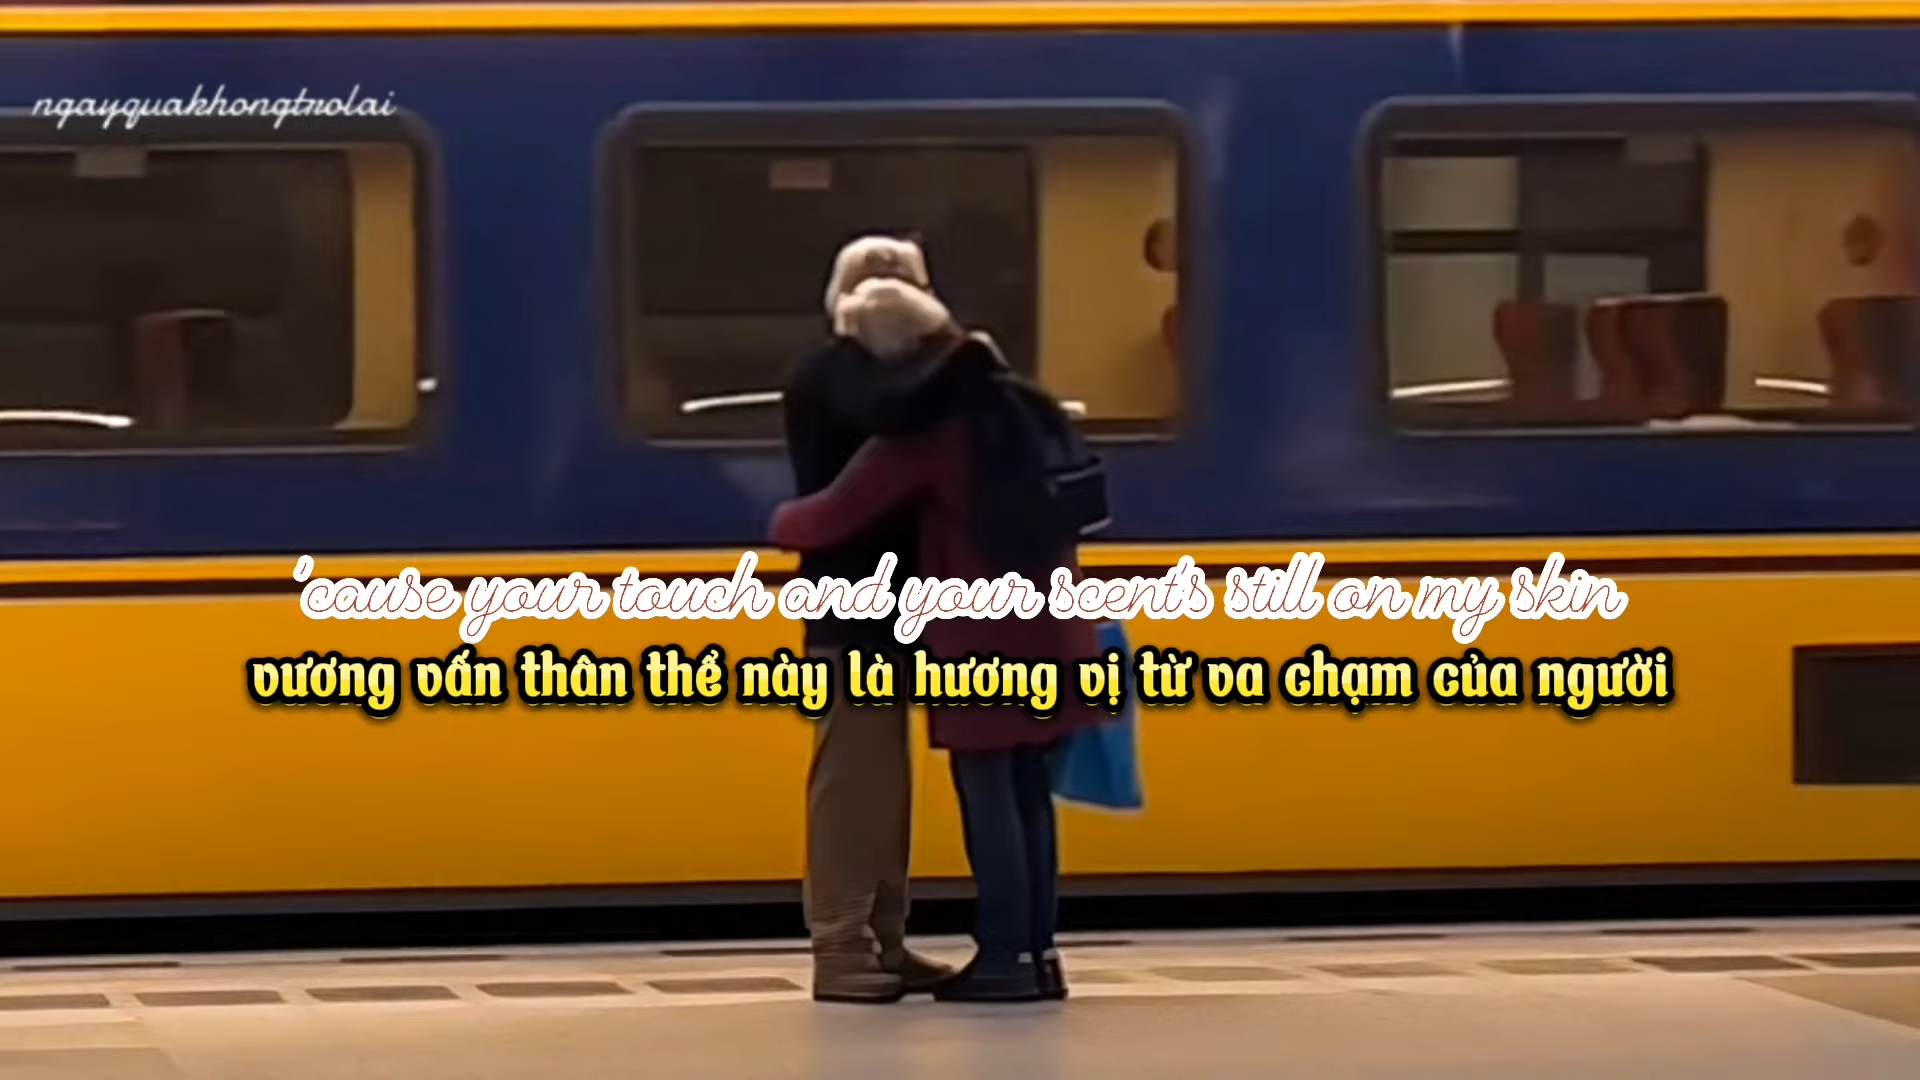 ngayquakhongtrolai
'cause your touch and your scent's still on my skin
vương vấn thân thể này là hương vị từ va chạm của người